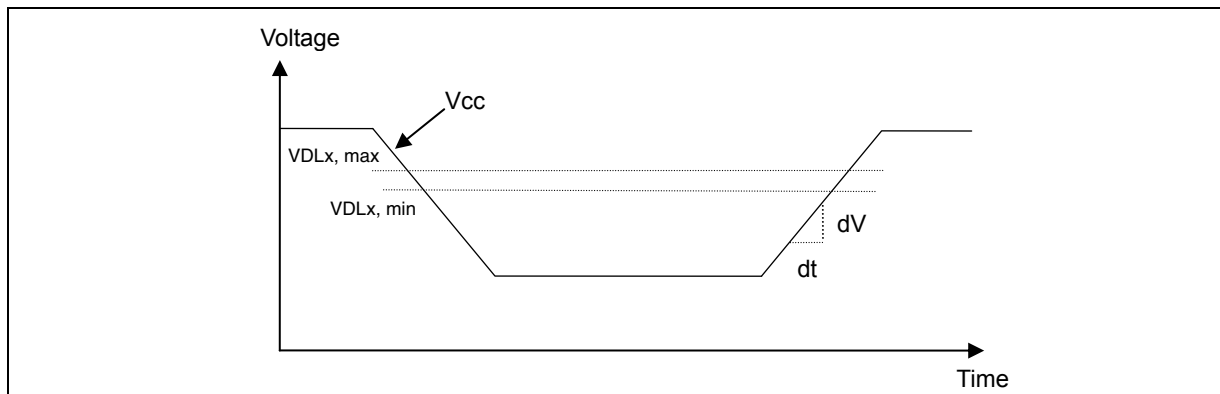 Voltage
Vcc
VDLx, max
VDLx, min
dV
dt
Time